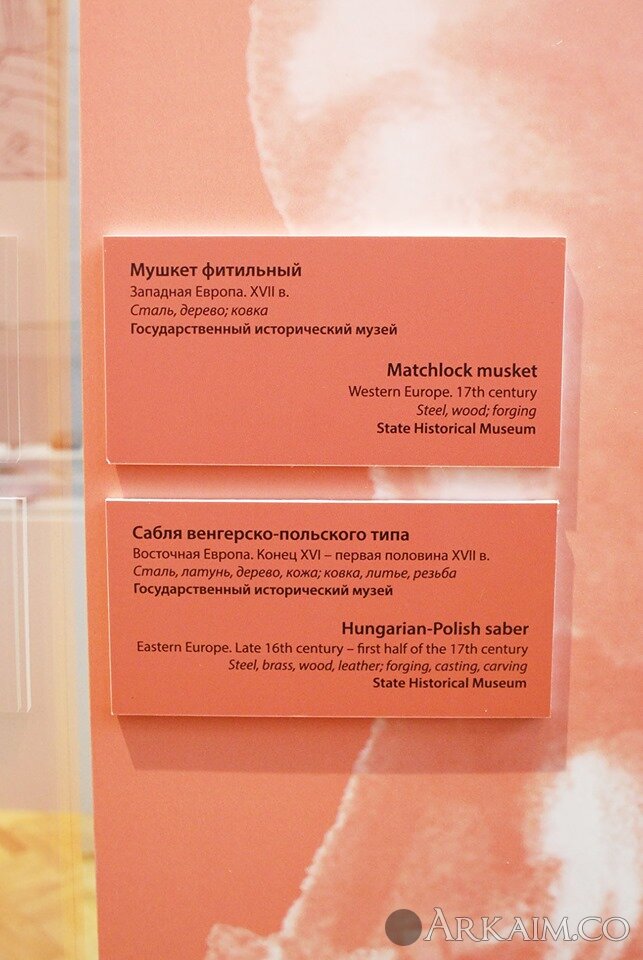 Мушкет фитильный
Западная Европа. XVII в.
Сталь, дерево; ковка
Государственный исторический музей
Matchlock musket
Western Europe. 17th century
Steel, wood; forging
State Historical Museum
Сабля венгерско-польского типа
Восточная Европа. Конец XVI – первая половина XVII в.
Сталь, латунь, дерево, кожа; ковка, литье, резьба
Государственный исторический музей
Hungarian-Polish saber
Eastern Europe. Late 16th century – first half of the 17th century
Steel, brass, wood, leather; forging, casting, carving
State Historical Museum
ARKAIM.CO